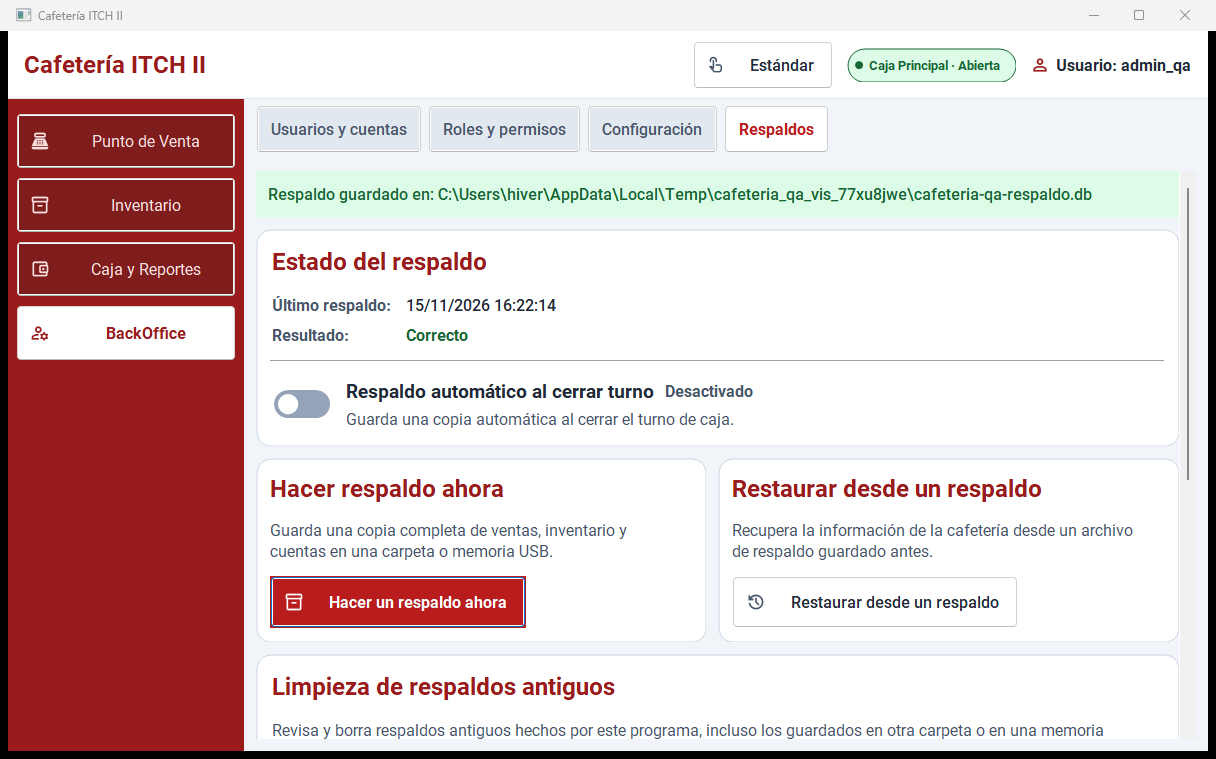 Cafetería ITCH II
Cafetería ITCH II
Estándar
Caja Principal · Abierta
Usuario: admin_qa
Punto de Venta
Inventario
Caja y Reportes
BackOffice
Usuarios y cuentas
Roles y permisos
Configuración
Respaldos
Respaldo guardado en: C:\Users\hiver\AppData\Local\Temp\cafeteria_qa_vis_77xu8jwe\cafeteria-qa-respaldo.db
Estado del respaldo
Último respaldo: 15/11/2026 16:22:14
Resultado: Correcto
Respaldo automático al cerrar turno Desactivado
Guarda una copia automática al cerrar el turno de caja.
Hacer respaldo ahora
Guarda una copia completa de ventas, inventario y
cuentas en una carpeta o memoria USB.
Hacer un respaldo ahora
Restaurar desde un respaldo
Recupera la información de la cafetería desde un archivo
de respaldo guardado antes.
Restaurar desde un respaldo
Limpieza de respaldos antiguos
Revisa y borra respaldos antiguos hechos por este programa, incluso los guardados en otra carpeta o en una memoria